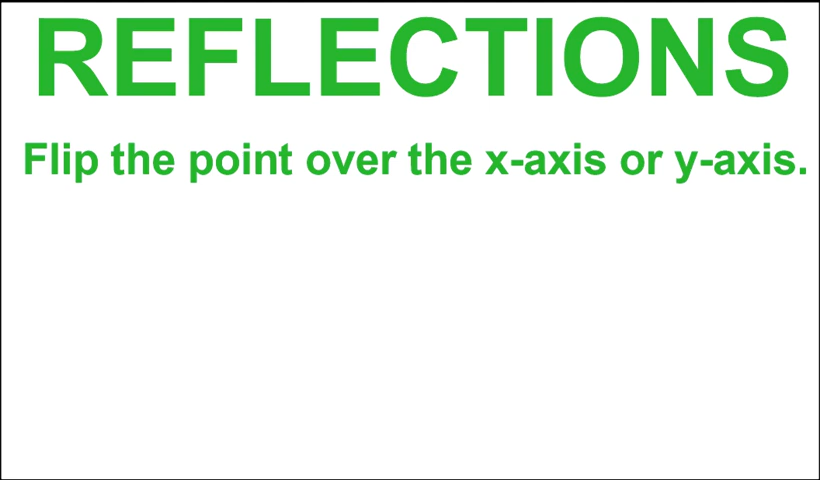 REFLECTIONS
Flip the point over the x-axis or y-axis.